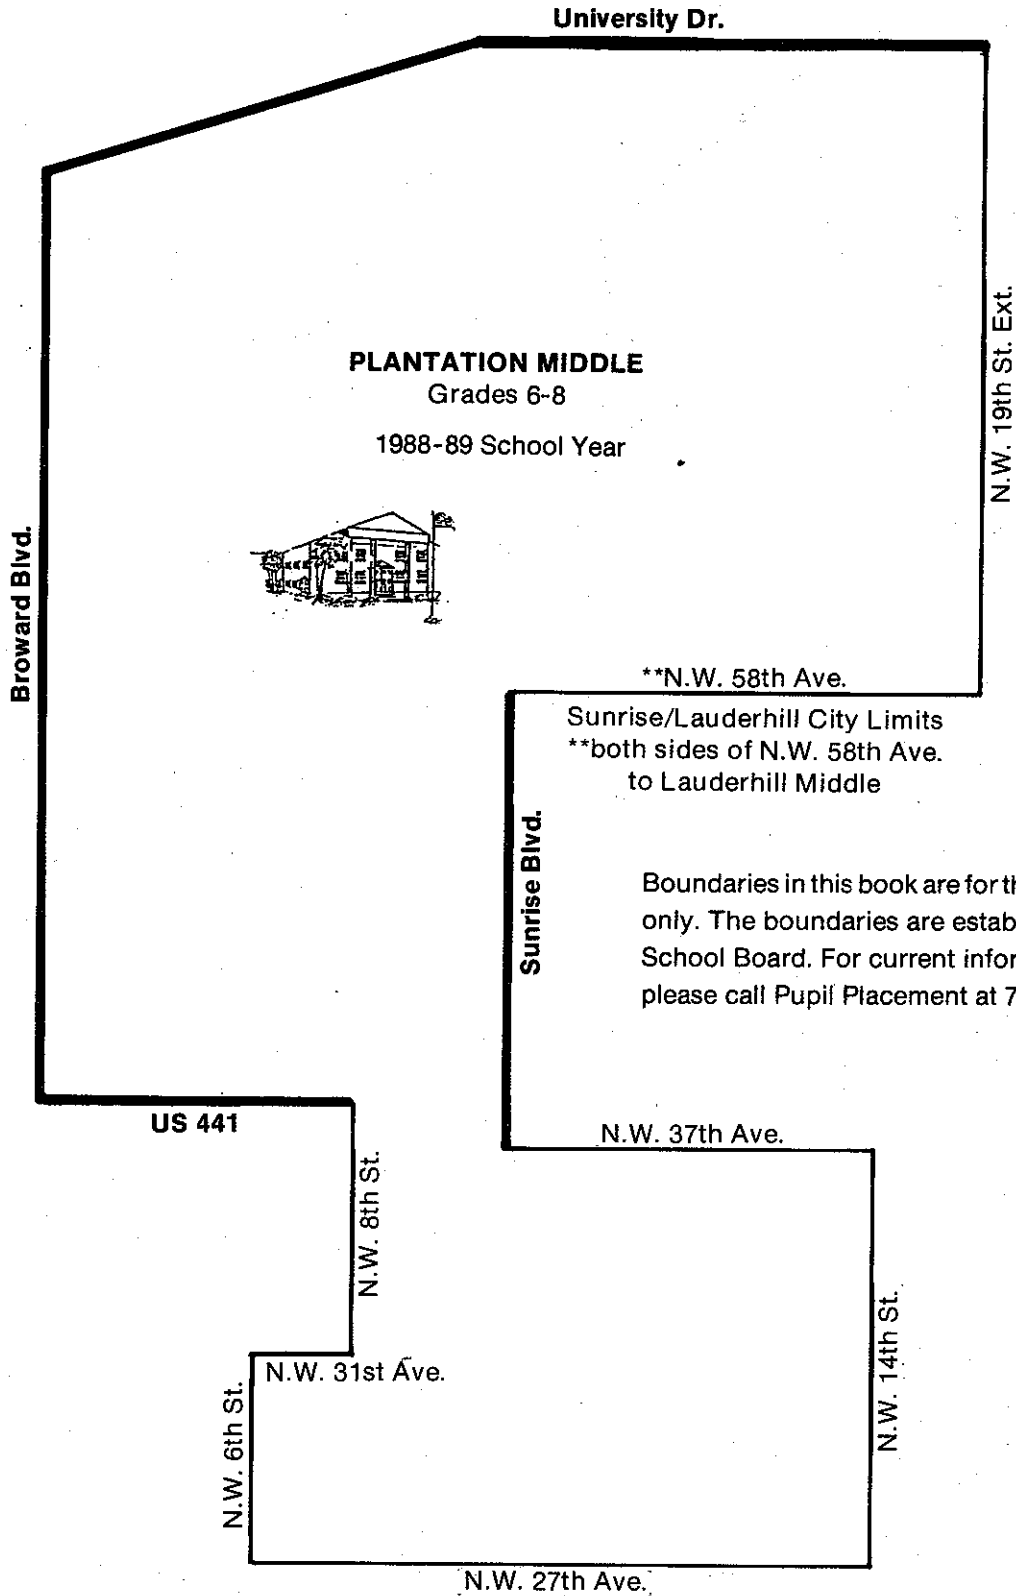 University Dr.
N.W. 19th St. Ext.
PLANTATION MIDDLE
Grades 6-8
1988-89 School Year
Broward Blvd.
**N.W. 58th Ave.
Sunrise/Lauderhill City Limits
**both sides of N.W. 58th Ave.
to Lauderhill Middle
Sunrise Blvd.
Boundaries in this book are for
only. The boundaries are
School Board. For current
please call Pupil Placement at
US 441
N.W. 37th Ave.
N.W. 8th St.
N.W. 14th St.
N.W. 31st Ave.
N.W. 6th St.
N.W. 27th Ave.